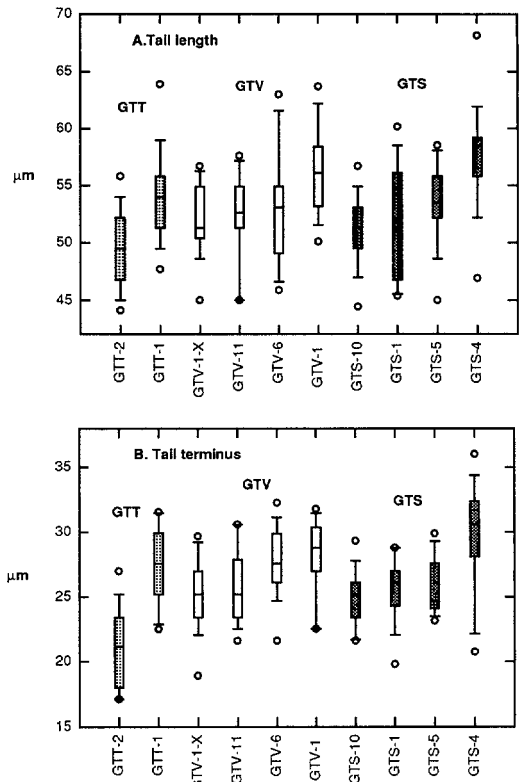 70
A.Tail length
65
GTV
GTS
GTT
60
μm
55
50
45
GTT-2 GTT-1 GTV-1-X GTV-11 GTV-6 GTV-1 GTS-10 GTS-1 GTS-5 GTS-4
B. Tail terminus
35
GTT GTV GTS
30
μm
25
20
15
GTT-2 GTT-1 GTV-1-X GTV-11 GTV-6 GTV-1 GTS-10 GTS-1 GTS-5 GTS-4